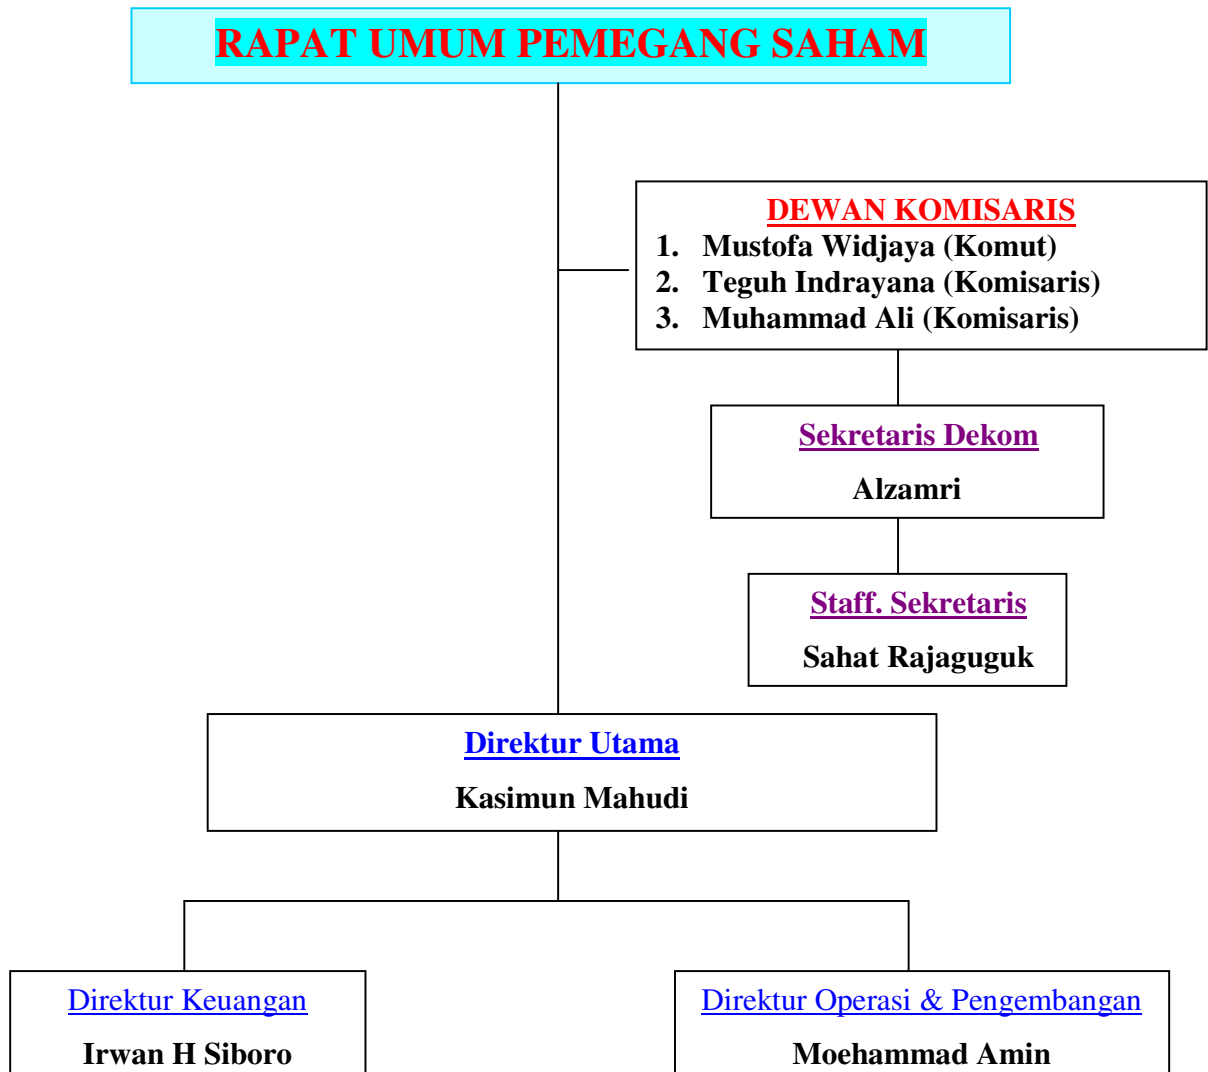 RAPAT UMUM PEMEGANG SAHAM
DEWAN KOMISARIS
1. Mustofa Widjaya (Komut)
2. Teguh Indrayana (Komisaris)
3. Muhammad Ali (Komisaris)
Sekretaris Dekom
Alzamri
Staff. Sekretaris
Sahat Rajaguguk
Direktur Utama
Kasimun Mahudi
Direktur Keuangan
Irwan H Siboro
Direktur Operasi & Pengembangan
Moehammad Amin